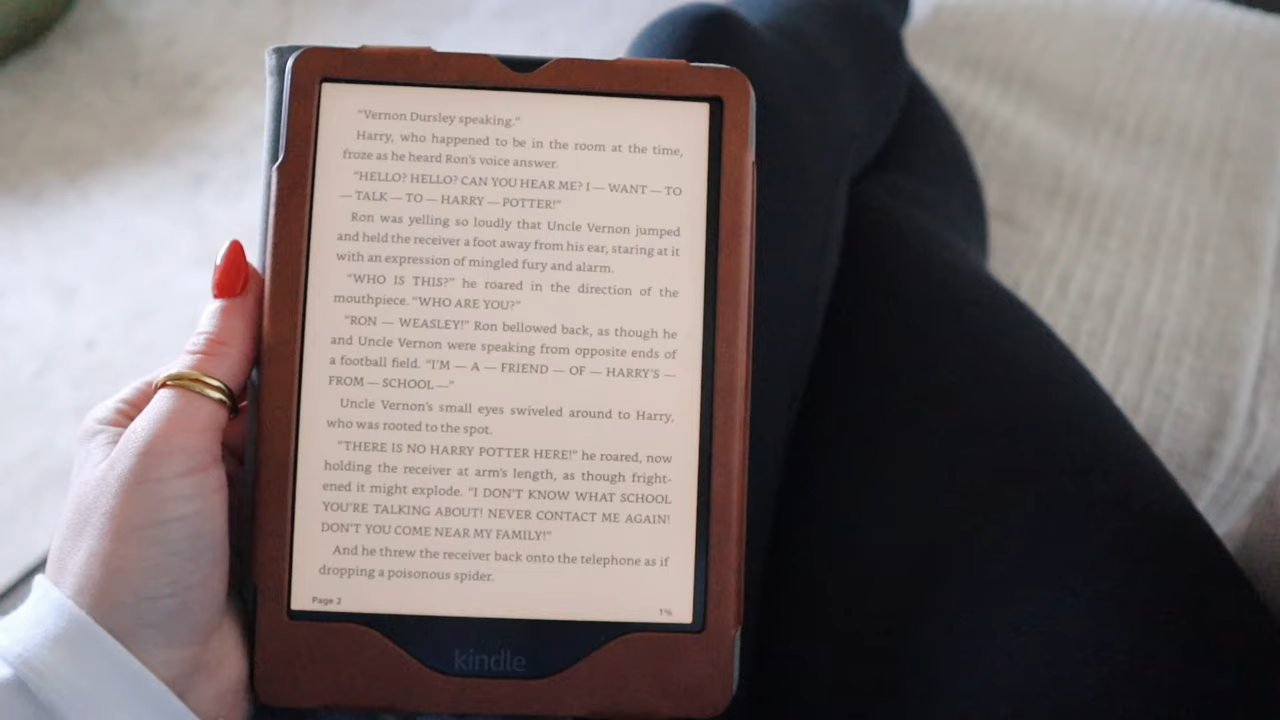 “Vernon Dursley speaking.”
Harry, who happened to be in the room at the time,
froze as he heard Ron’s voice answer.
“HELLO? HELLO? CAN YOU HEAR ME? I — WANT — TO
— TALK — TO — HARRY — POTTER!”
Ron was yelling so loudly that Uncle Vernon jumped
and held the receiver a foot away from his ear, staring at it
with an expression of mingled fury and alarm.
“WHO IS THIS?” he roared in the direction of the
mouthpiece. “WHO ARE YOU?”
“RON — WEASLEY!” Ron bellowed back, as though he
and Uncle Vernon were speaking from opposite ends of
a football field. “I’M — A — FRIEND — OF — HARRY’S —
FROM — SCHOOL —”
Uncle Vernon’s small eyes swiveled around to Harry,
who was rooted to the spot.
“THERE IS NO HARRY POTTER HERE!” he roared, now
holding the receiver at arm’s length, as though fright-
ened it might explode. “I DON’T KNOW WHAT SCHOOL
YOU’RE TALKING ABOUT! NEVER CONTACT ME AGAIN!
DON’T YOU COME NEAR MY FAMILY!”
And he threw the receiver back onto the telephone as if
dropping a poisonous spider.
Page 2 1%
kindle